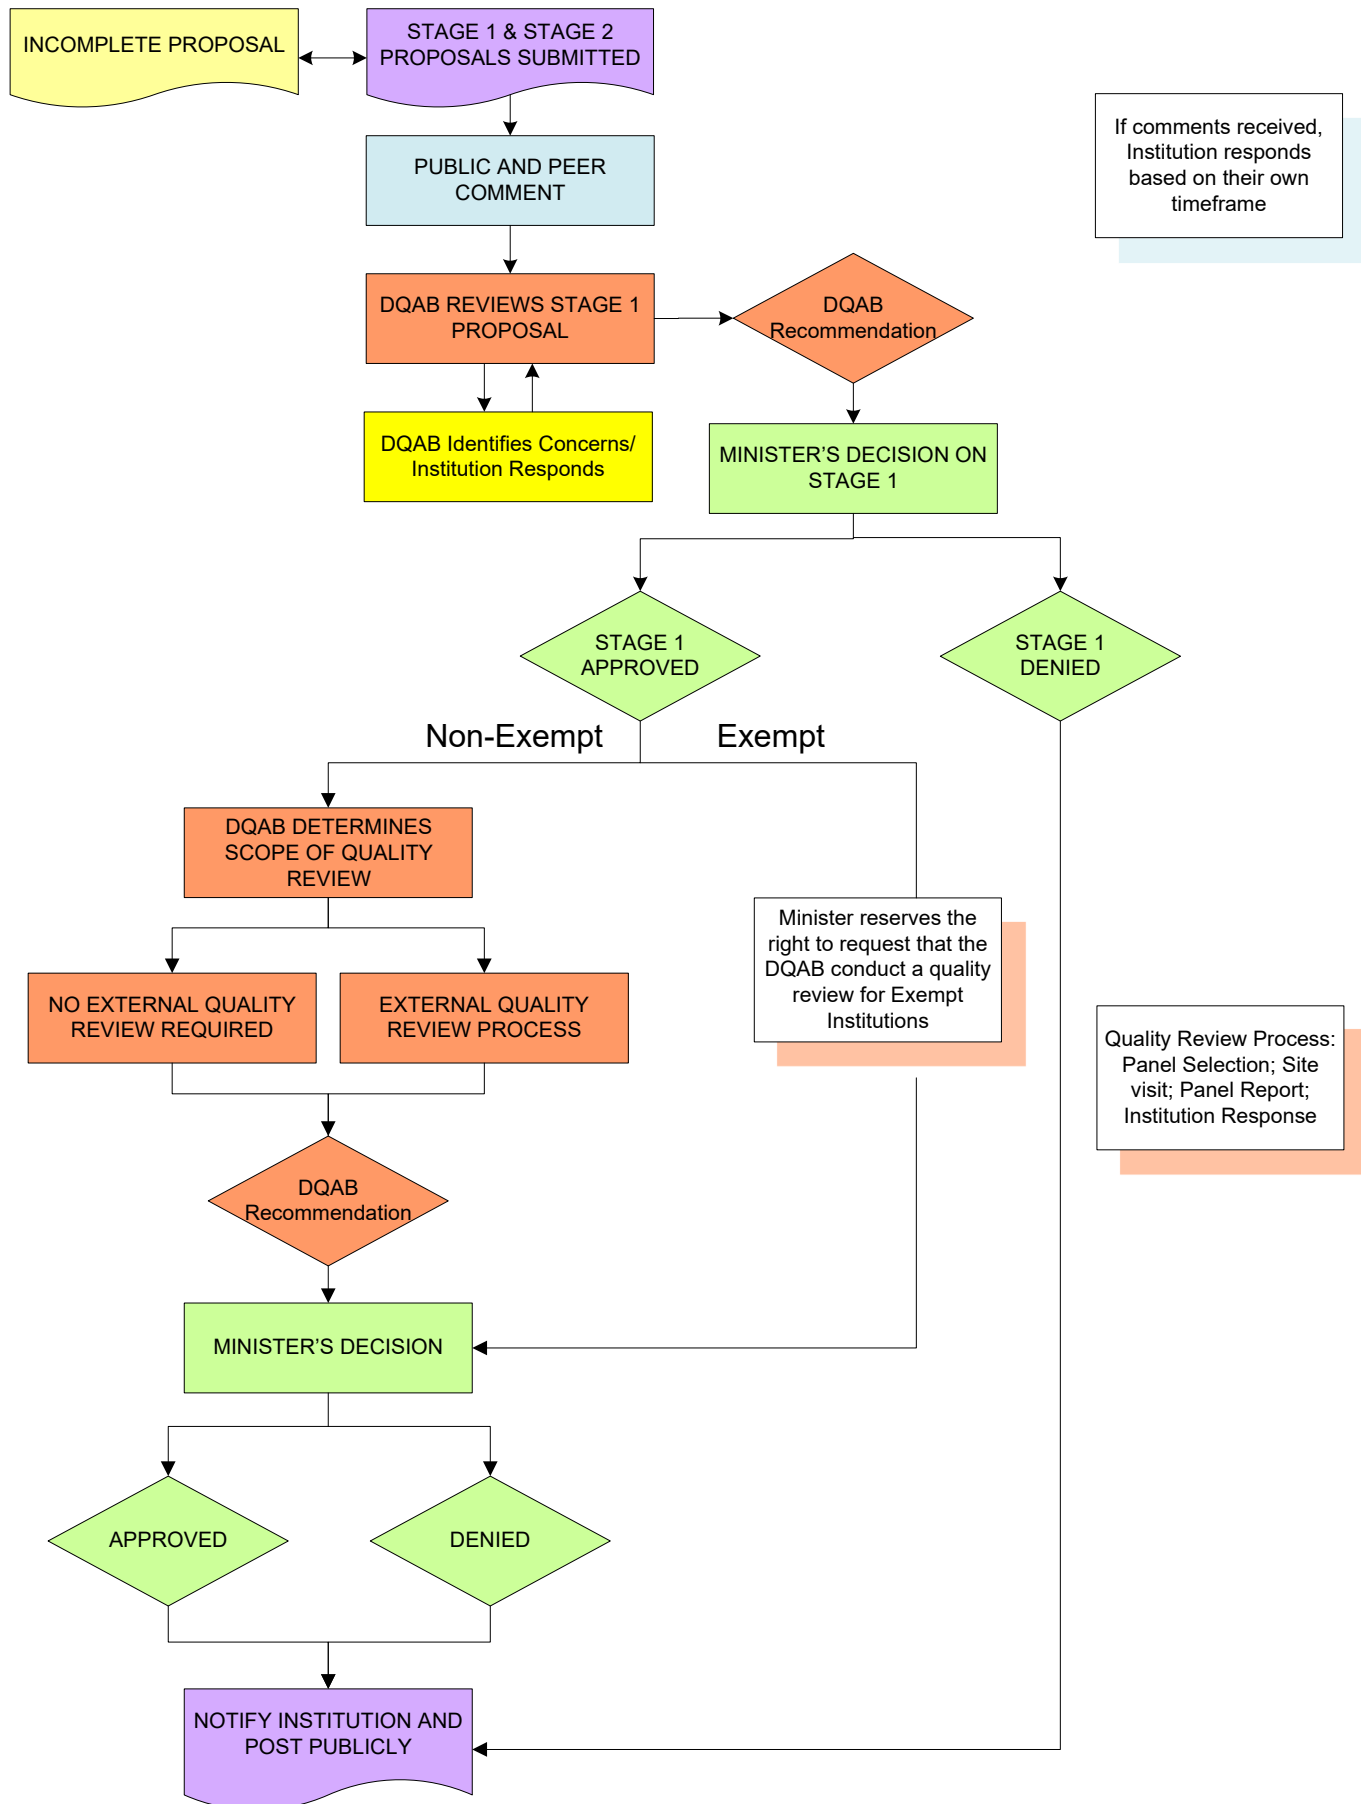 INCOMPLETE PROPOSAL
STAGE 1 & STAGE 2
PROPOSALS SUBMITTED
If comments received,
Institution responds
based on their own
timeframe
PUBLIC AND PEER
COMMENT
DQAB REVIEWS STAGE 1
PROPOSAL
DQAB
Recommendation
DQAB Identifies Concerns/
Institution Responds
MINISTER’S DECISION ON
STAGE 1
STAGE 1
APPROVED
STAGE 1
DENIED
Non-Exempt
Exempt
DQAB DETERMINES
SCOPE OF QUALITY
REVIEW
Minister reserves the
right to request that the
DQAB conduct a quality
review for Exempt
Institutions
NO EXTERNAL QUALITY
REVIEW REQUIRED
EXTERNAL QUALITY
REVIEW PROCESS
Quality Review Process:
Panel Selection; Site
visit; Panel Report;
Institution Response
DQAB
Recommendation
MINISTER’S DECISION
APPROVED
DENIED
NOTIFY INSTITUTION AND
POST PUBLICLY